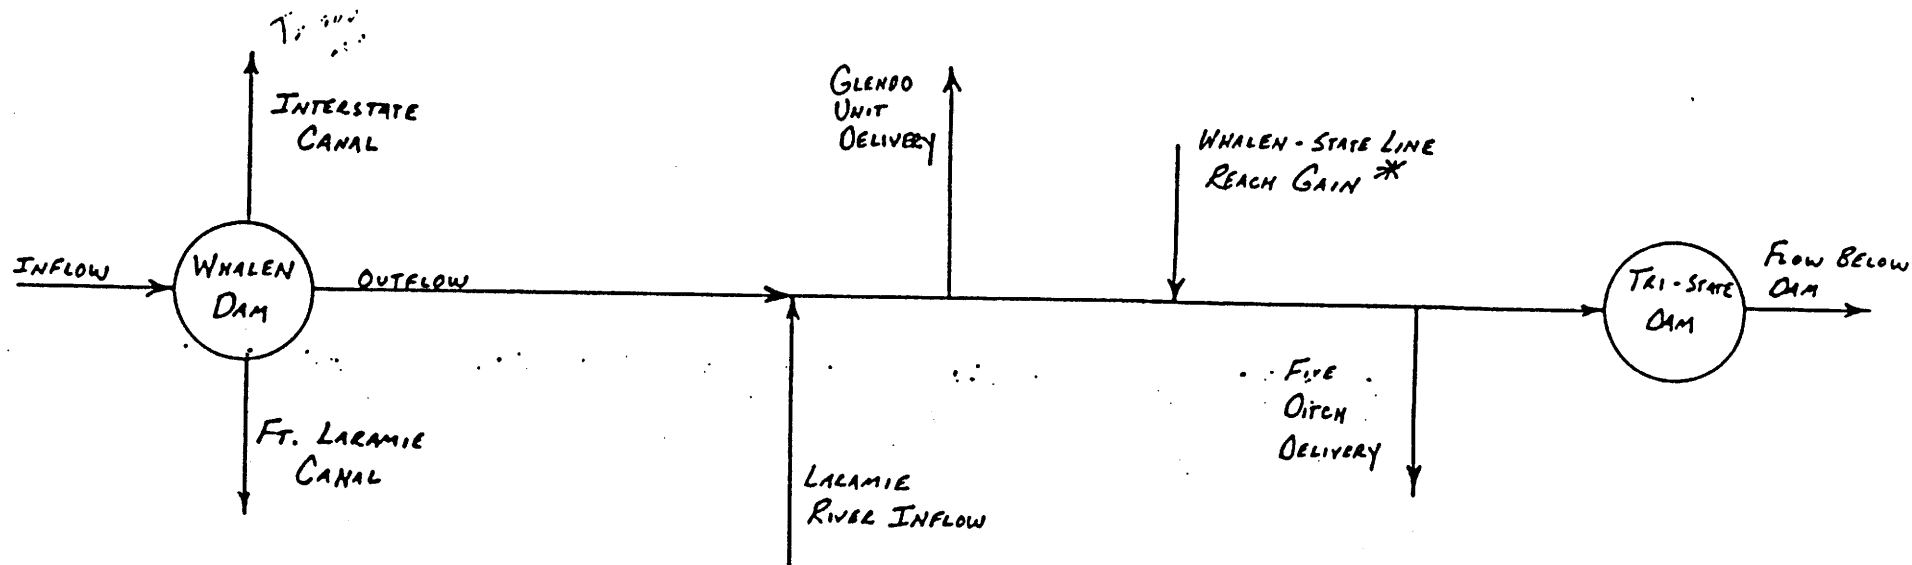 INTERSTATE
CANAL
GLENDO
UNIT
DELIVERY
WHALEN - STATE LINE
REACH GAIN *
INFLOW
WHALEN
DAM
OUTFLOW
TRI-STATE
DAM
FLOW BELOW
DAM
FT. LARAMIE
CANAL
LARAMIE
RIVER INFLOW
FIVE
DITCH
DELIVERY